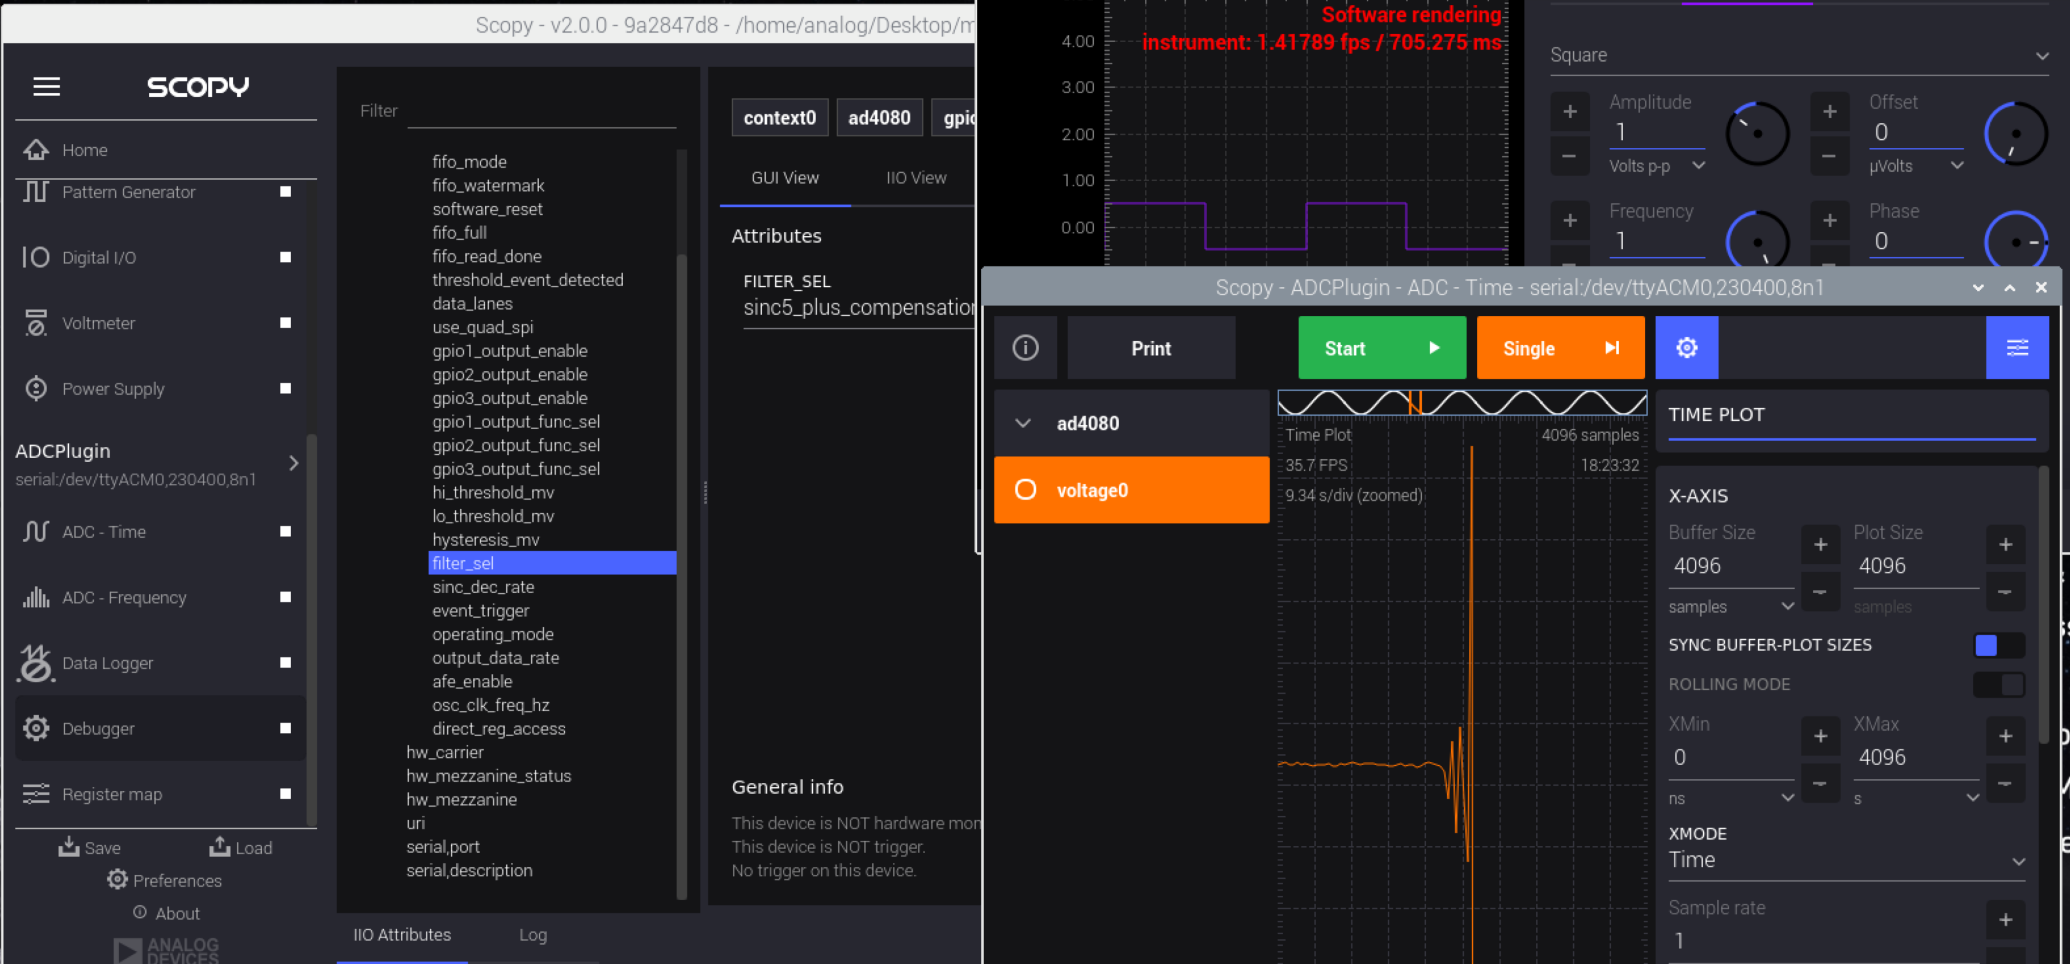 Scopy - v2.0.0 - 9a2847d8 - /home/analog/Desktop/m
SCOPY
Home
Pattern Generator
Digital I/O
Voltmeter
Power Supply
ADCPlugin
serial:/dev/ttyACM0,230400,8n1
ADC - Time
ADC - Frequency
Data Logger
Debugger
Register map
Save
Load
Preferences
About
ANALOG
DEVICES
Filter
fifo_mode
fifo_watermark
software_reset
fifo_full
fifo_read_done
threshold_event_detected
data_lanes
use_quad_spi
gpio1_output_enable
gpio2_output_enable
gpio3_output_enable
gpio1_output_func_sel
gpio2_output_func_sel
gpio3_output_func_sel
hi_threshold_mv
lo_threshold_mv
hysteresis_mv
filter_sel
sinc_dec_rate
event_trigger
operating_mode
output_data_rate
afe_enable
osc_clk_freq_hz
direct_reg_access
hw_carrier
hw_mezzanine_status
hw_mezzanine
uri
serial,port
serial,description
IIO Attributes
Log
context0
ad4080
gpio
GUI View
IIO View
Attributes
FILTER_SEL
sinc5_plus_compensation
General info
This device is NOT hardware mon
This device is NOT trigger.
No trigger on this device.
Software rendering
instrument: 1.41789 fps / 705.275 ms
4.00
3.00
2.00
1.00
0.00
Square
Amplitude
1
Volts p-p
Offset
0
µVolts
Frequency
1
Phase
0
Scopy - ADCPlugin - ADC - Time - serial:/dev/ttyACM0,230400,8n1
Print
Start
Single
ad4080
voltage0
Time Plot
4096 samples
35.7 FPS
18:23:32
9.34 s/div (zoomed)
TIME PLOT
X-AXIS
Buffer Size
4096
samples
Plot Size
4096
samples
SYNC BUFFER-PLOT SIZES
ROLLING MODE
XMin
0
ns
XMax
4096
s
XMODE
Time
Sample rate
1